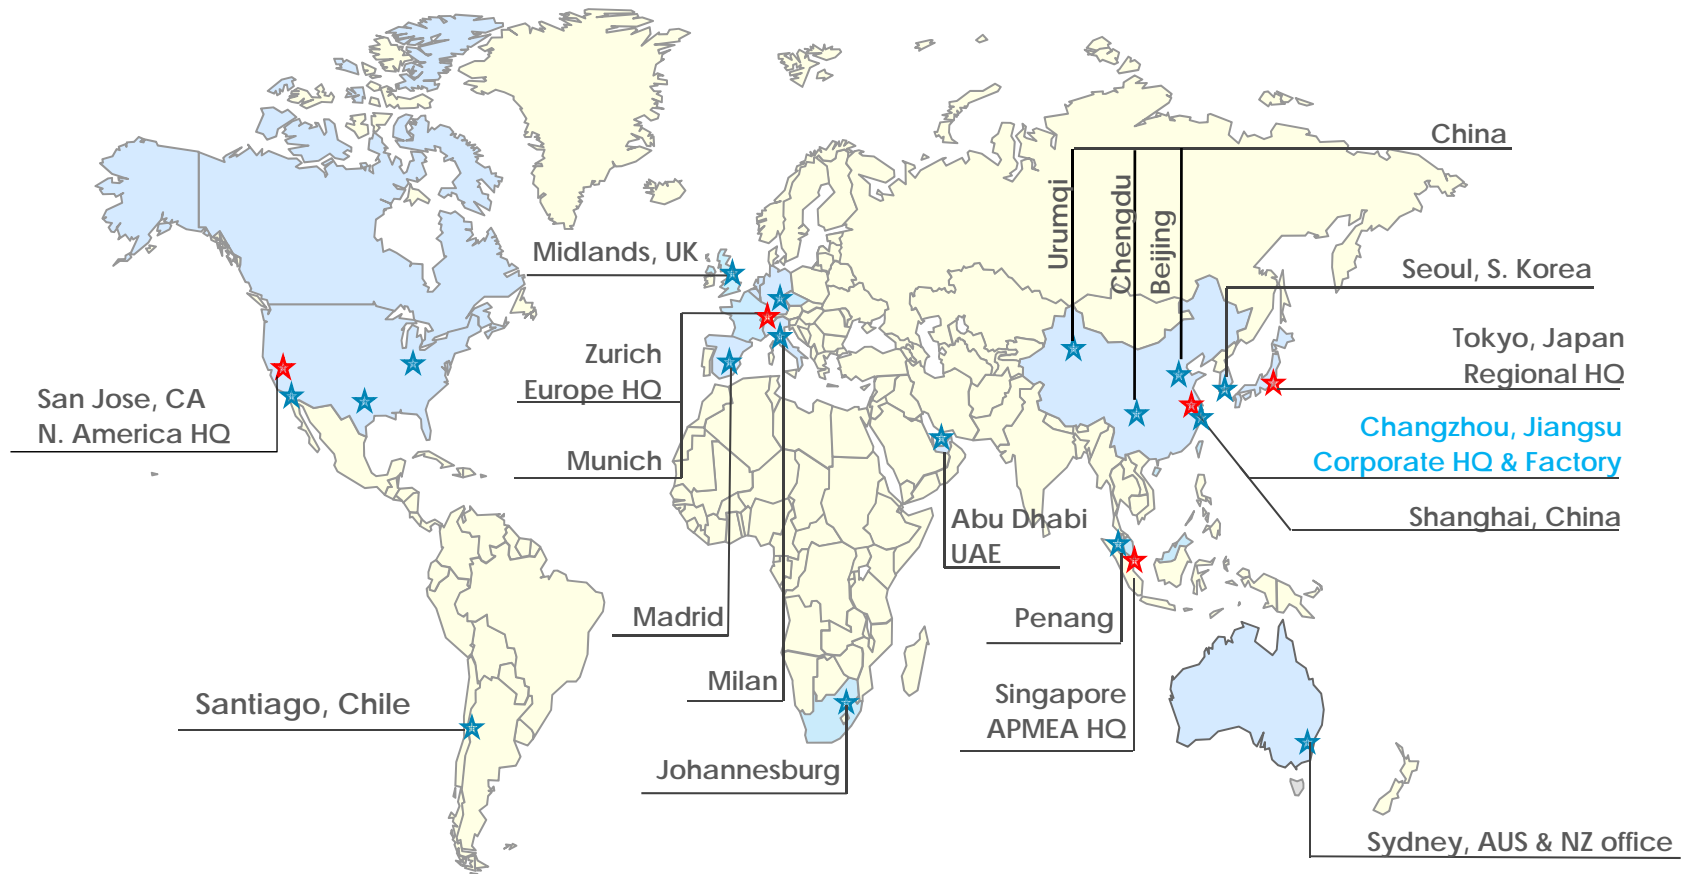 China
Urumqi
Chengdu
Beijing
Midlands, UK
Seoul, S. Korea
Zurich
Europe HQ
Tokyo, Japan
Regional HQ
San Jose, CA
N. America HQ
Munich
Changzhou, Jiangsu
Corporate HQ & Factory
Shanghai, China
Abu Dhabi
UAE
Madrid
Penang
Milan
Singapore
APMEA HQ
Santiago, Chile
Johannesburg
Sydney, AUS & NZ office